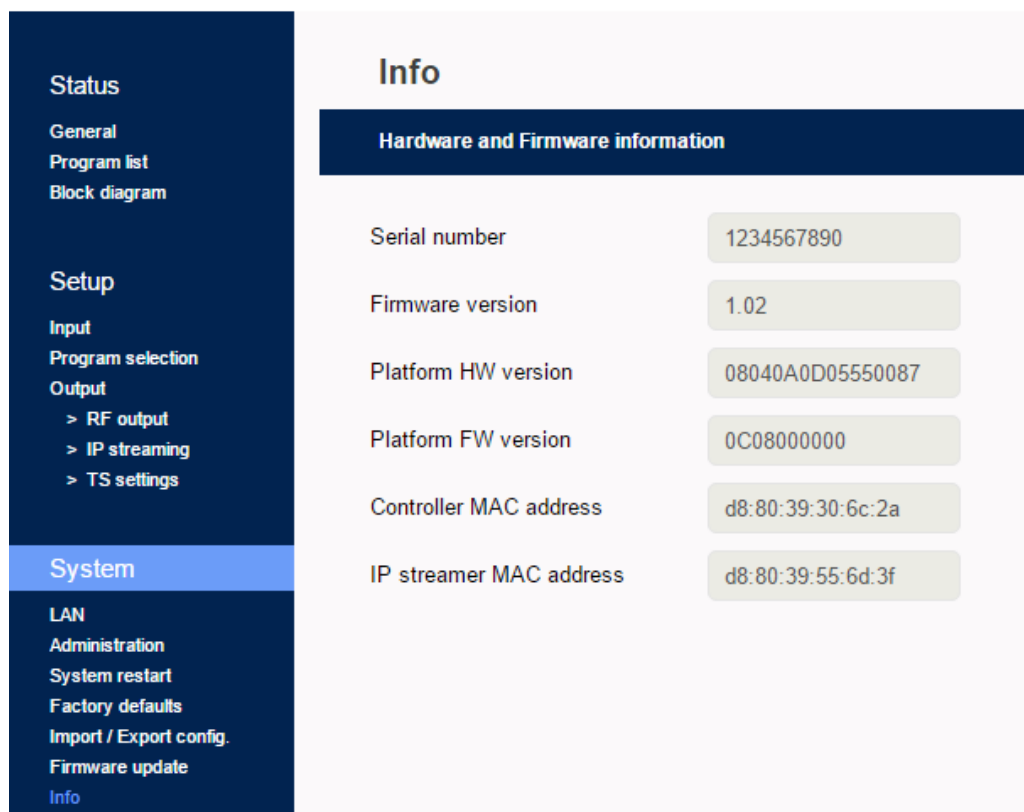 Status
General
Program list
Block diagram
Setup
Input
Program selection
Output
> RF output
> IP streaming
> TS settings
System
LAN
Administration
System restart
Factory defaults
Import / Export config.
Firmware update
Info
Info
Hardware and Firmware information
Serial number 1234567890
Firmware version 1.02
Platform HW version 08040A0D05550087
Platform FW version 0C08000000
Controller MAC address d8:80:39:30:6c:2a
IP streamer MAC address d8:80:39:55:6d:3f